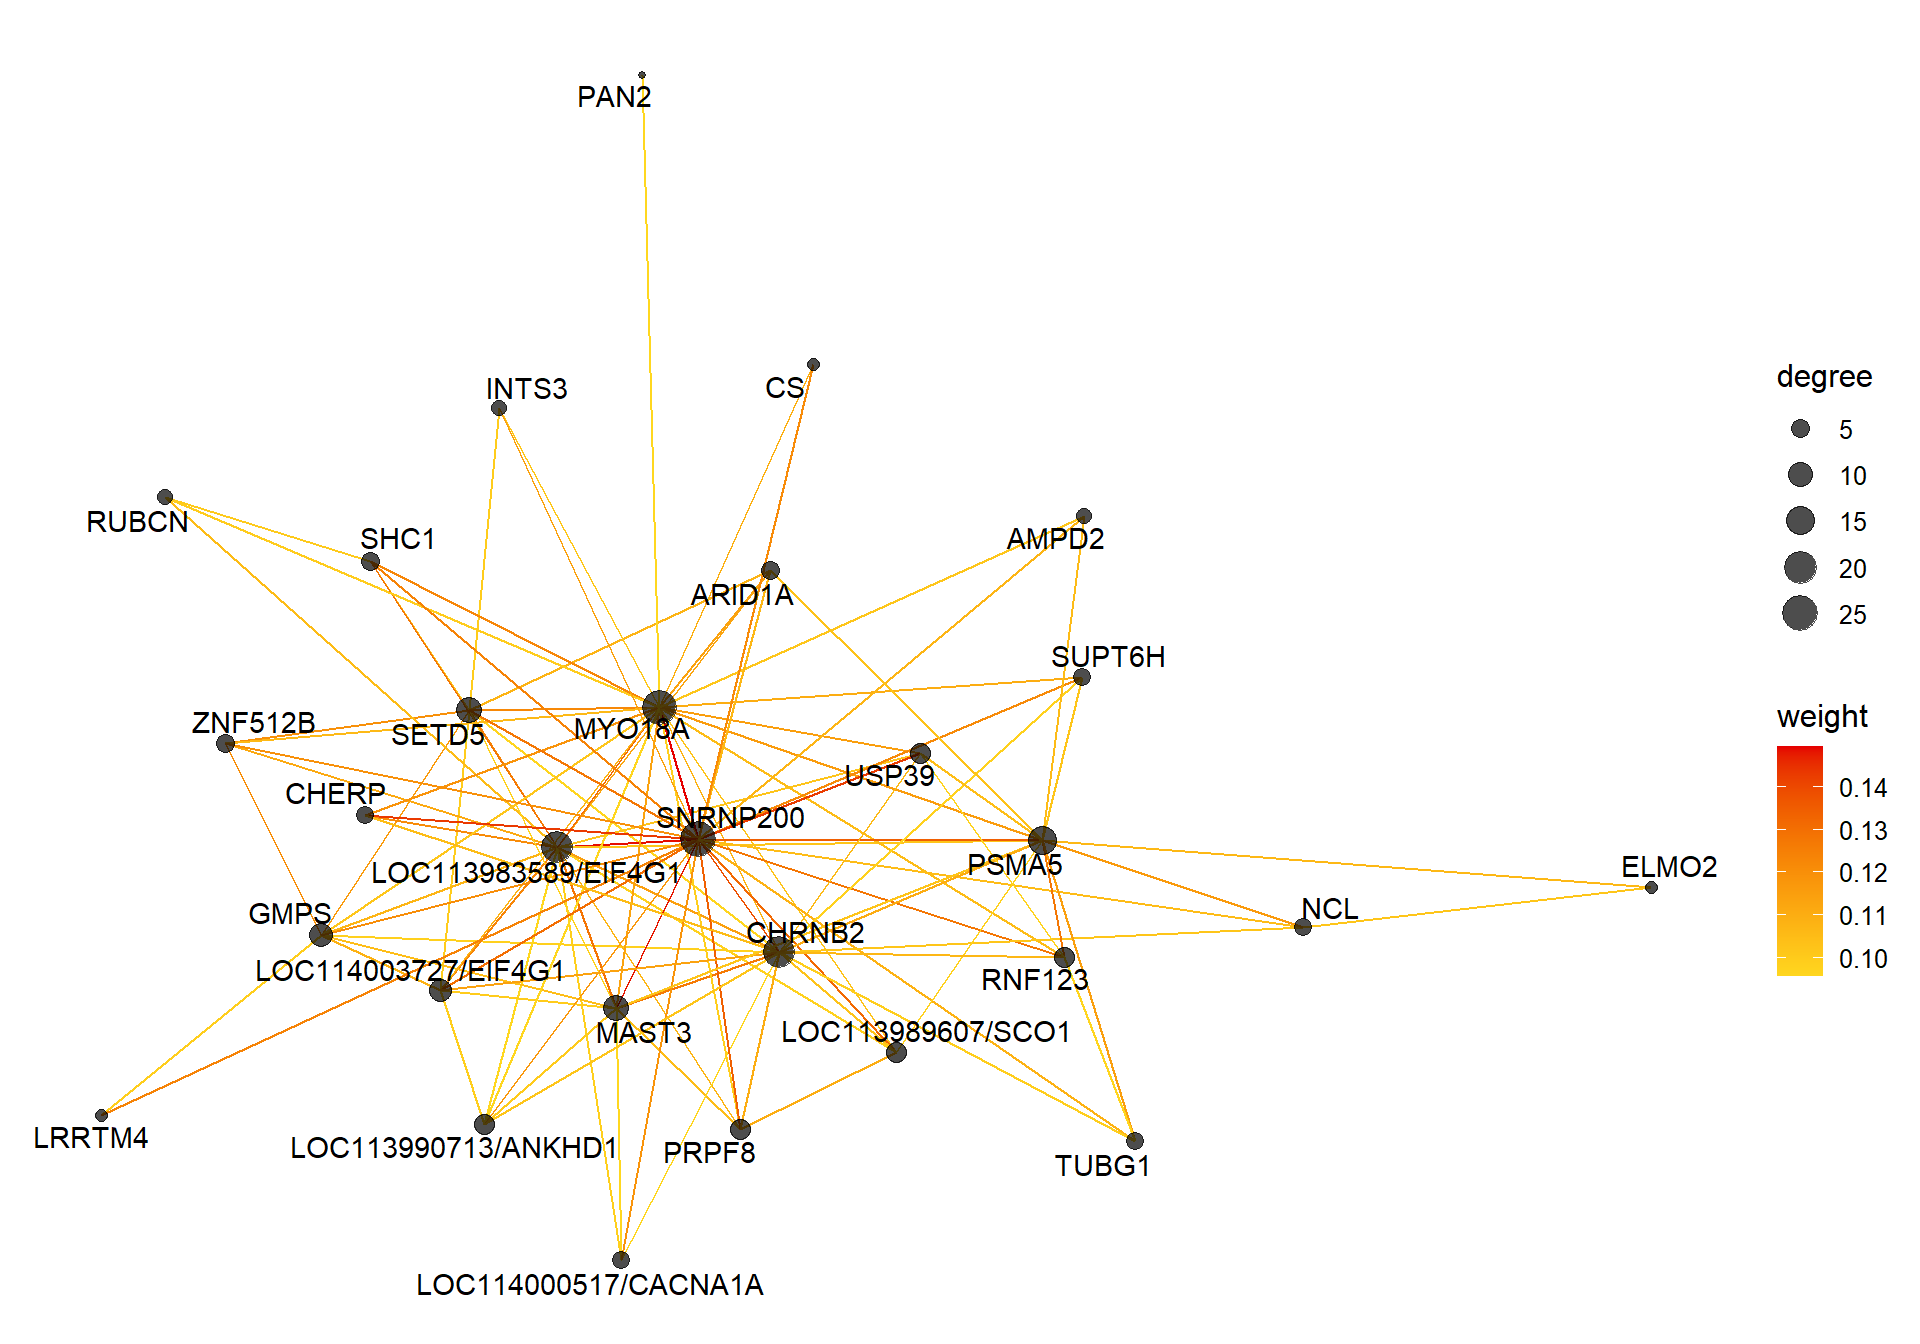 PAN2
CS
INTS3
RUBCN
SHC1
AMPD2
ARID1A
SUPT6H
ZNF512B
SETD5
MYO18A
USP39
CHERP
SNRNP200
LOC113983589/EIF4G1
PSMA5
ELMO2
GMPS
NCL
CHRNB2
LOC114003727/EIF4G1
RNF123
MAST3
LOC113989607/SCO1
LRRTM4
LOC113990713/ANKHD1
PRPF8
TUBG1
LOC114000517/CACNA1A
degree
5
10
15
20
25
weight
0.14
0.13
0.12
0.11
0.10